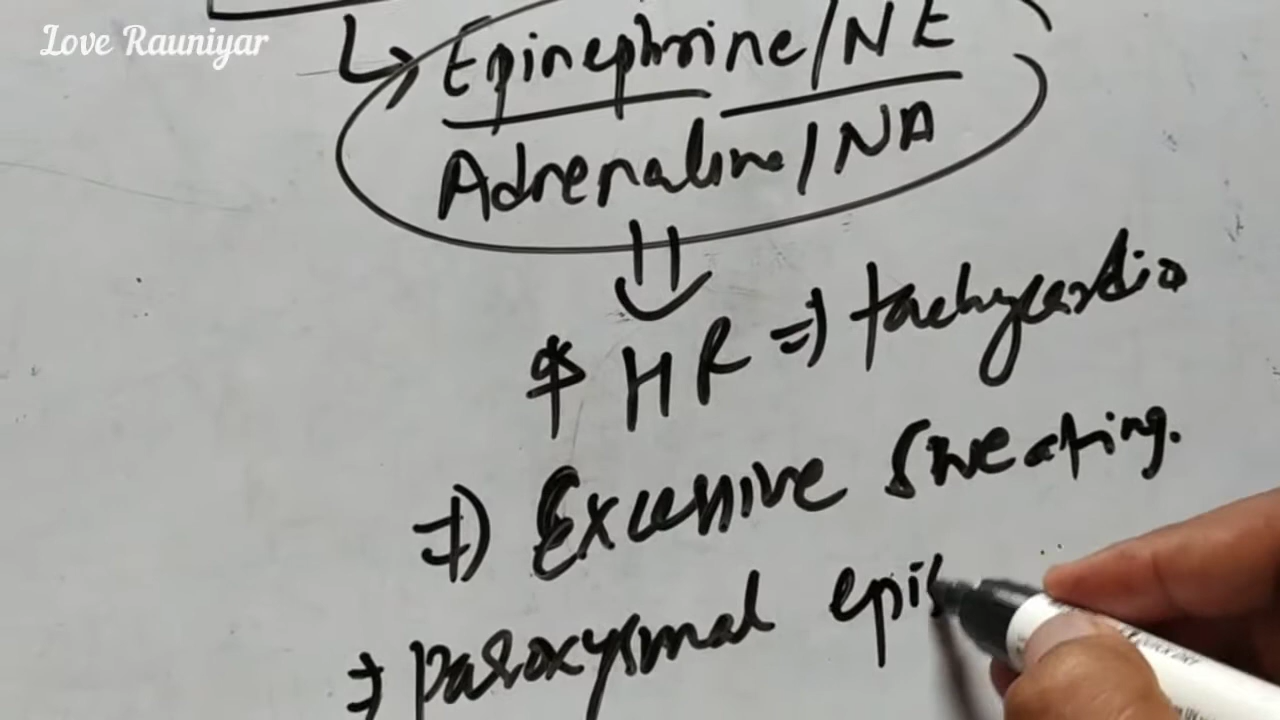 Love Rauniyar
↳ Epinephrine/NE
Adrenaline/NA
⇓
↑ HR ⇒ tachycardia
⇒ Excessive sweating.
⇒ paroxysmal epis